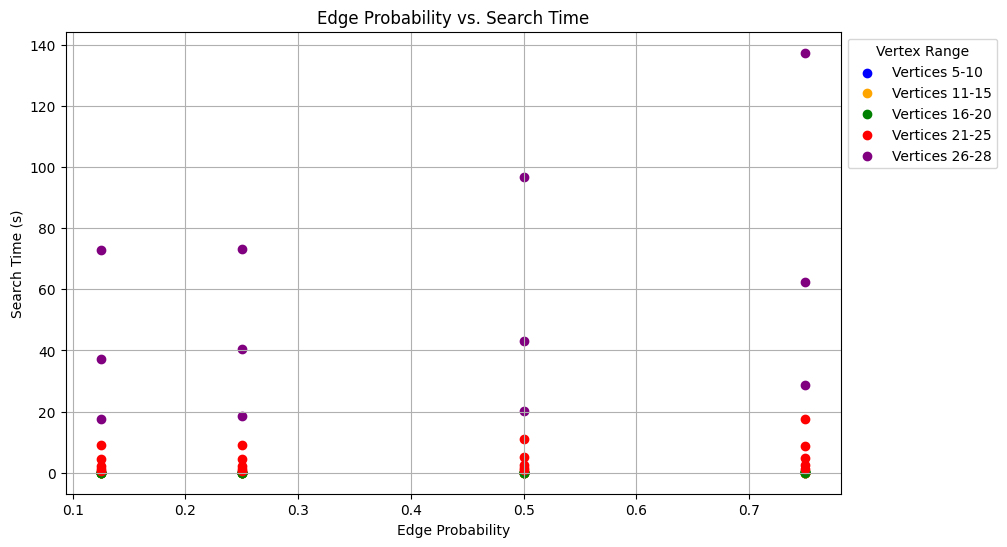 Edge Probability vs. Search Time
Search Time (s)
140
120
100
80
60
40
20
0
0.1
0.2
0.3
0.4
0.5
0.6
0.7
Edge Probability
Vertex Range
Vertices 5-10
Vertices 11-15
Vertices 16-20
Vertices 21-25
Vertices 26-28